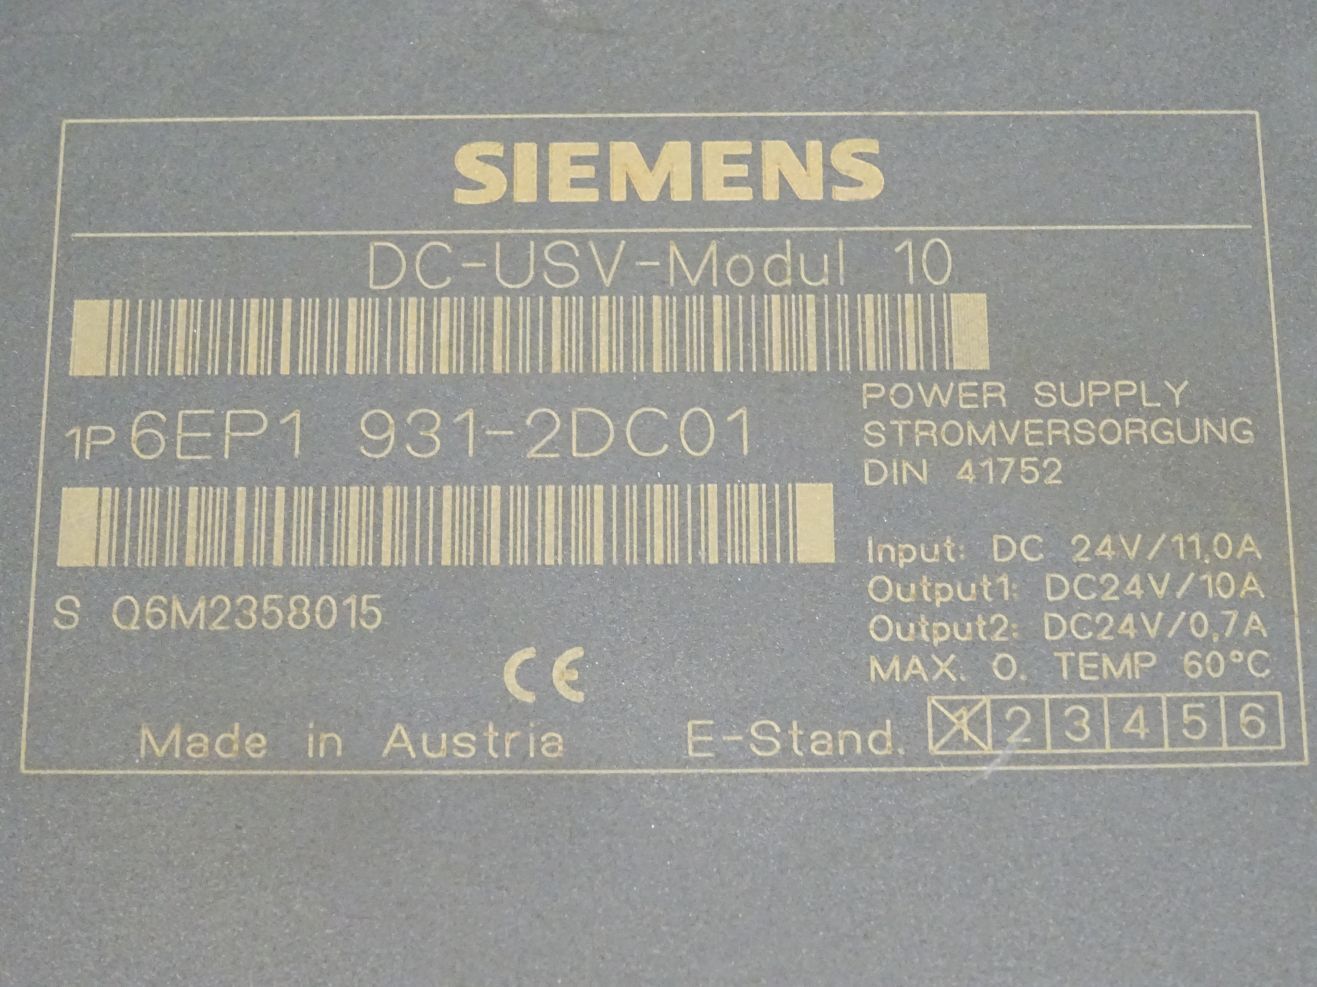 SIEMENS
DC-USV-Modul 10
1P 6EP1 931-2DC01
POWER SUPPLY
STROMVERSORGUNG
DIN 41752
S Q6M2358015
Input: DC 24V/11,0A
Output1: DC24V/10A
Output2: DC24V/0,7A
MAX. O. TEMP 60°C
CE
Made in Austria
E-Stand. 1 2 3 4 5 6